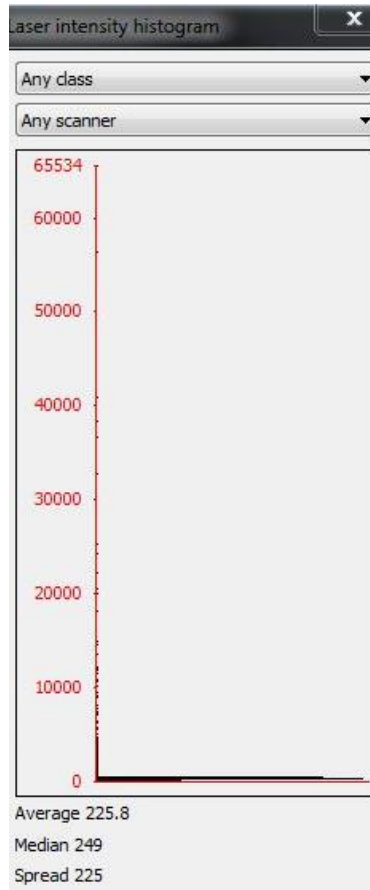 Laser intensity histogram
Any class
Any scanner
65534
60000
50000
40000
30000
20000
10000
0
Average 225.8
Median 249
Spread 225